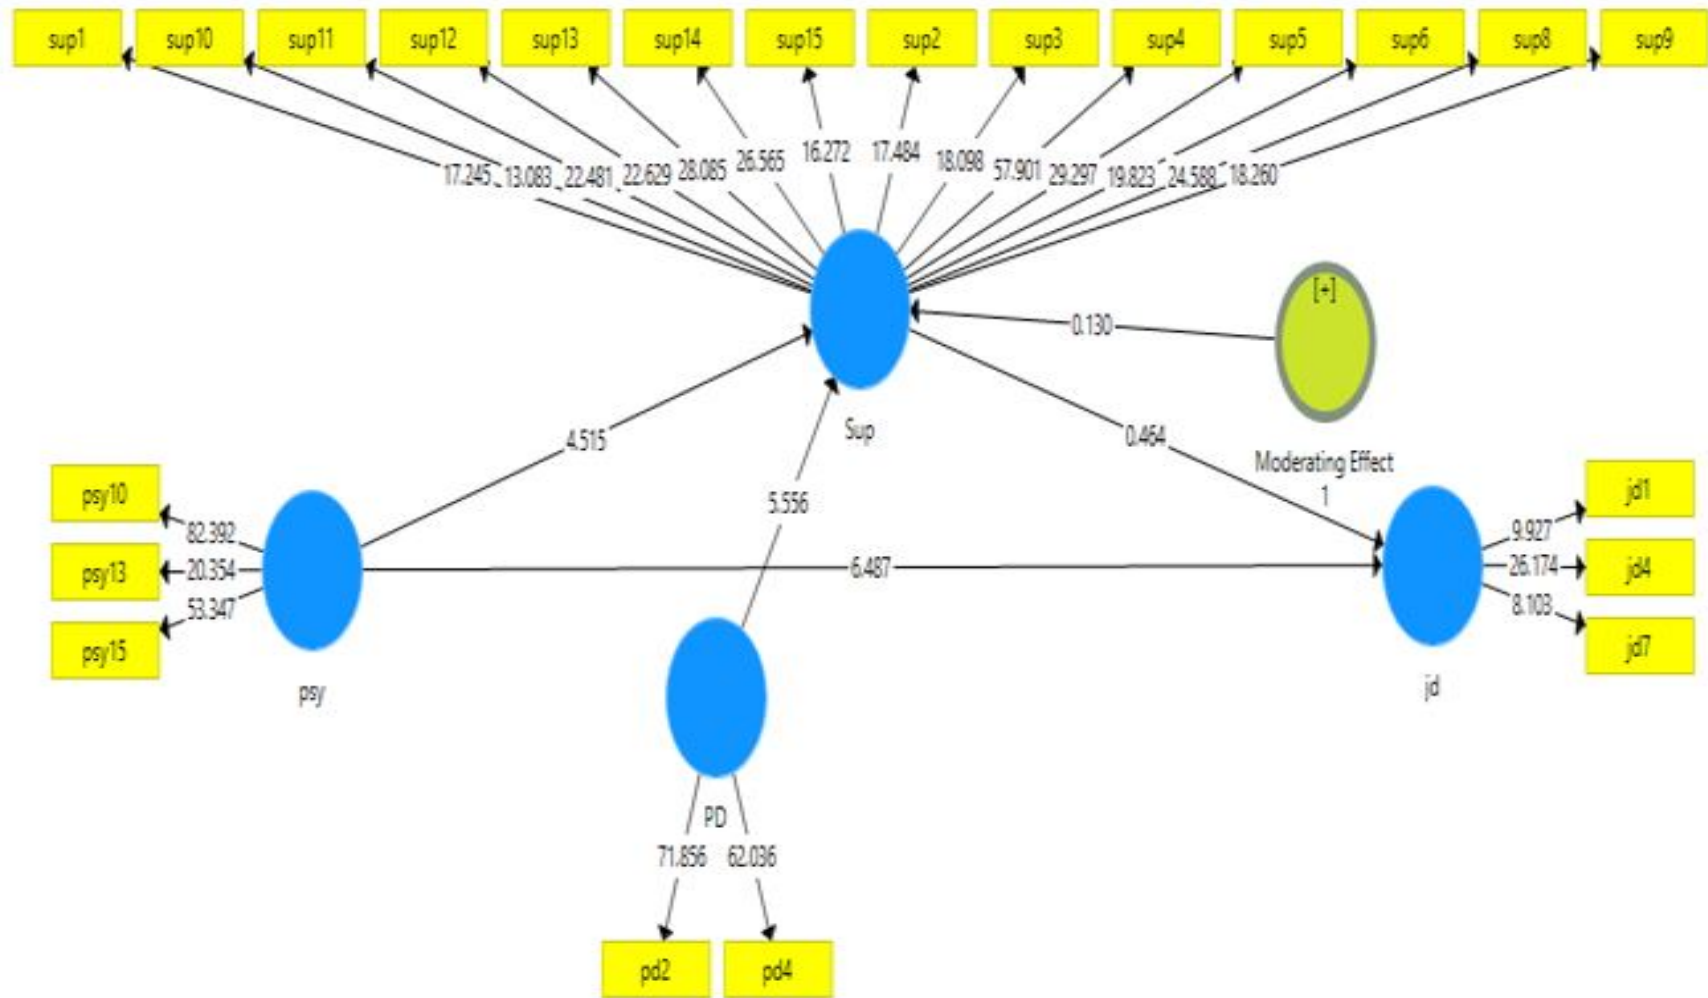 sup1 sup10 sup11 sup12 sup13 sup14 sup15 sup2 sup3 sup4 sup5 sup6 sup8 sup9
17.245 13.083 22.481 22.629 28.085 26.565 16.272 17.484 18.098 57.901 29.297 19.823 24.588 18.260
[+]
0.130
Sup
4.515
0.464
Moderating Effect
1
5.556
psy10
psy13
psy15
82.392
20.354
53.347
psy
6.487
jd1
jd4
jd7
9.927
26.174
8.103
jd
PD
71.856 62.036
pd2 pd4